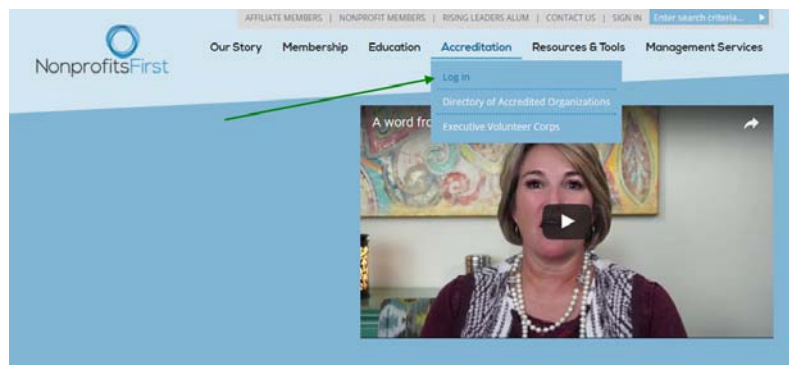 AFFILIATE MEMBERS | NONPROFIT MEMBERS | RISING LEADERS ALUM | CONTACT US | SIGN IN Enter search criteria...
NonprofitsFirst
Our Story Membership Education Accreditation Resources & Tools Management Services
Log in
Directory of Accredited Organizations
Executive Volunteer Corps
A word fro